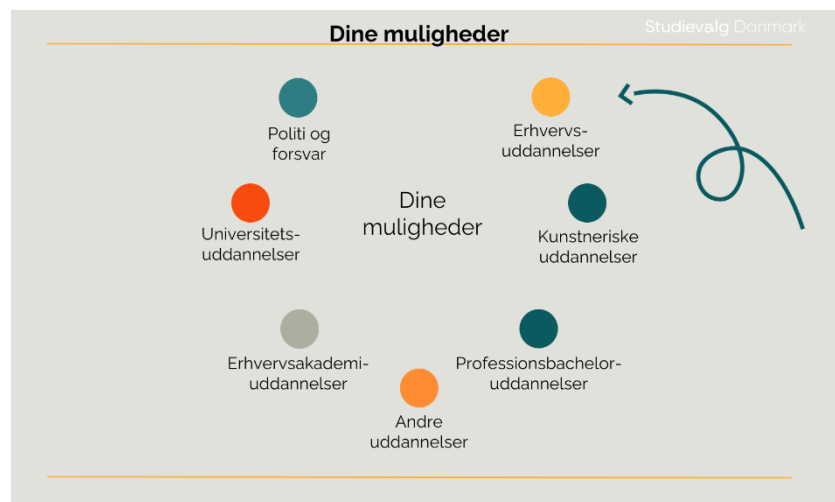 Dine muligheder
Studievalg Danmark
Politi og
forsvar
Erhvervs-
uddannelser
Universitets-
uddannelser
Dine
muligheder
Kunstneriske
uddannelser
Erhvervsakademi-
uddannelser
Professionsbachelor-
uddannelser
Andre
uddannelser